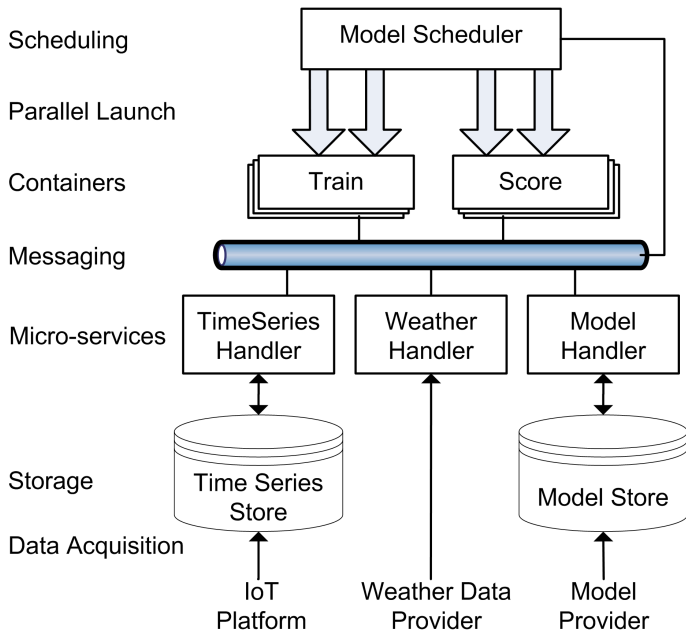 Scheduling
Model Scheduler
Parallel Launch
Containers
Train
Score
Messaging
Micro-services
TimeSeries
Handler
Weather
Handler
Model
Handler
Storage
Time Series
Store
Model Store
Data Acquisition
IoT
Platform
Weather Data
Provider
Model
Provider